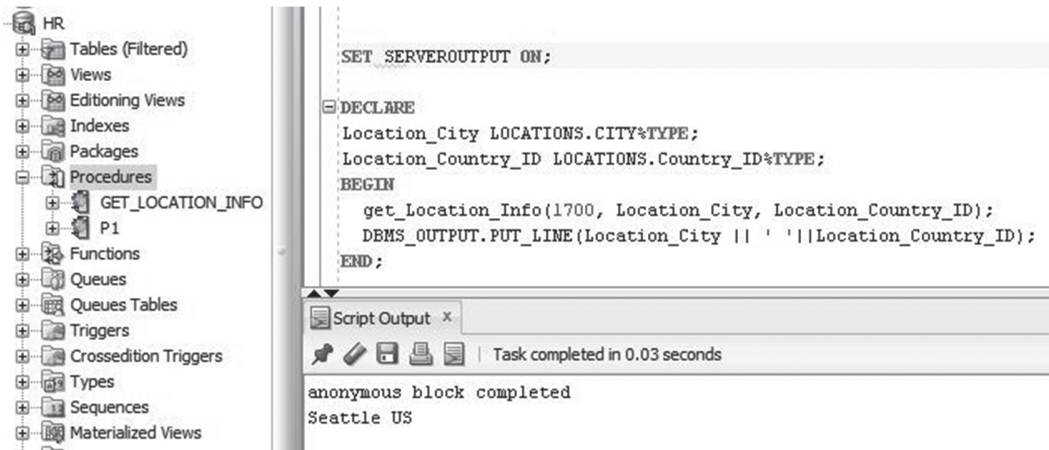 HR
Tables (Filtered)
Views
Editioning Views
Indexes
Packages
Procedures
GET_LOCATION_INFO
P1
Functions
Queues
Queues Tables
Triggers
Crossedition Triggers
Types
Sequences
Materialized Views
SET SERVEROUTPUT ON;
DECLARE
Location_City LOCATIONS.CITY%TYPE;
Location_Country_ID LOCATIONS.Country_ID%TYPE;
BEGIN
get_Location_Info(1700, Location_City, Location_Country_ID);
DBMS_OUTPUT.PUT_LINE(Location_City || ' '||Location_Country_ID);
END;
Script Output x
Task completed in 0.03 seconds
anonymous block completed
Seattle US